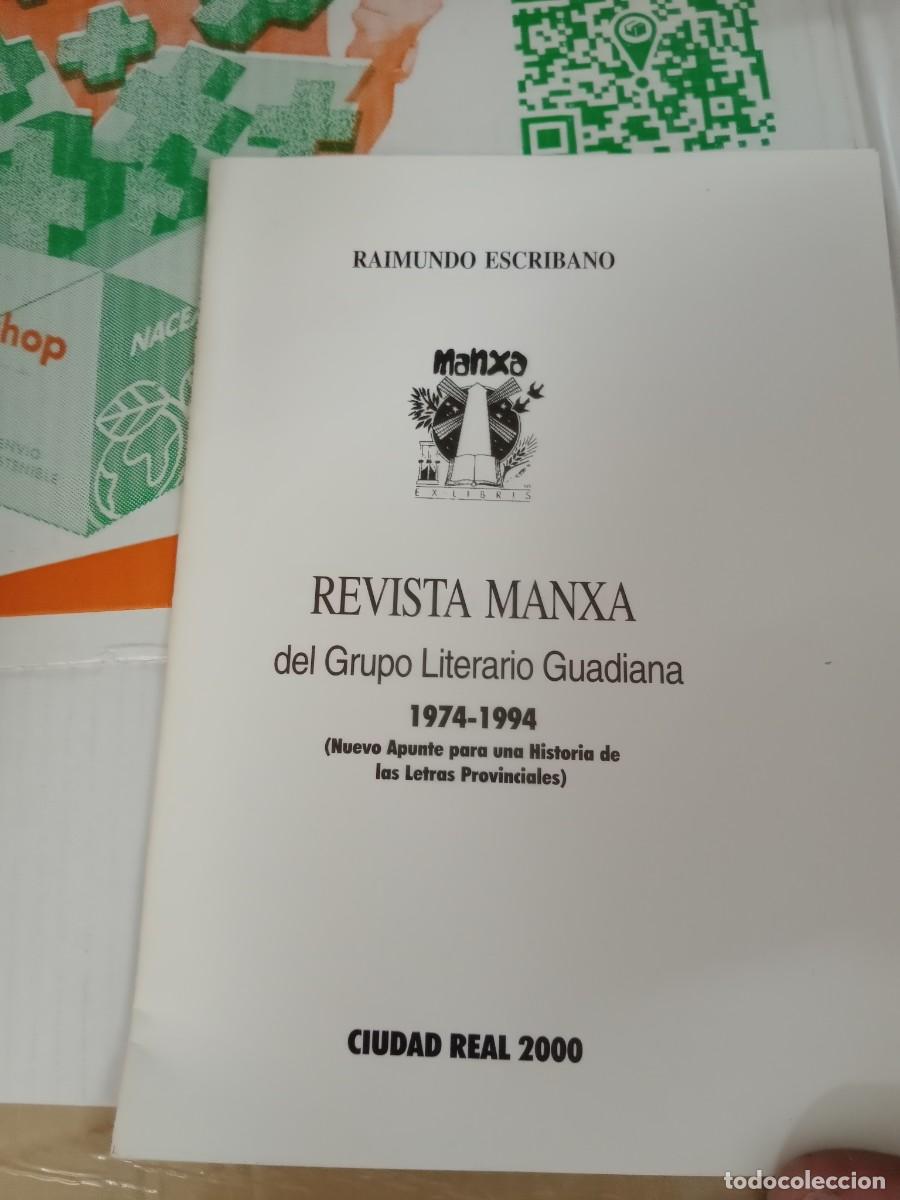 RAIMUNDO ESCRIBANO
manxa
EX-LIBRIS
REVISTA MANXA
del Grupo Literario Guadiana
1974-1994
(Nuevo Apunte para una Historia de
las Letras Provinciales)
CIUDAD REAL 2000
hop
NACE
ENVIO
todocoleccion